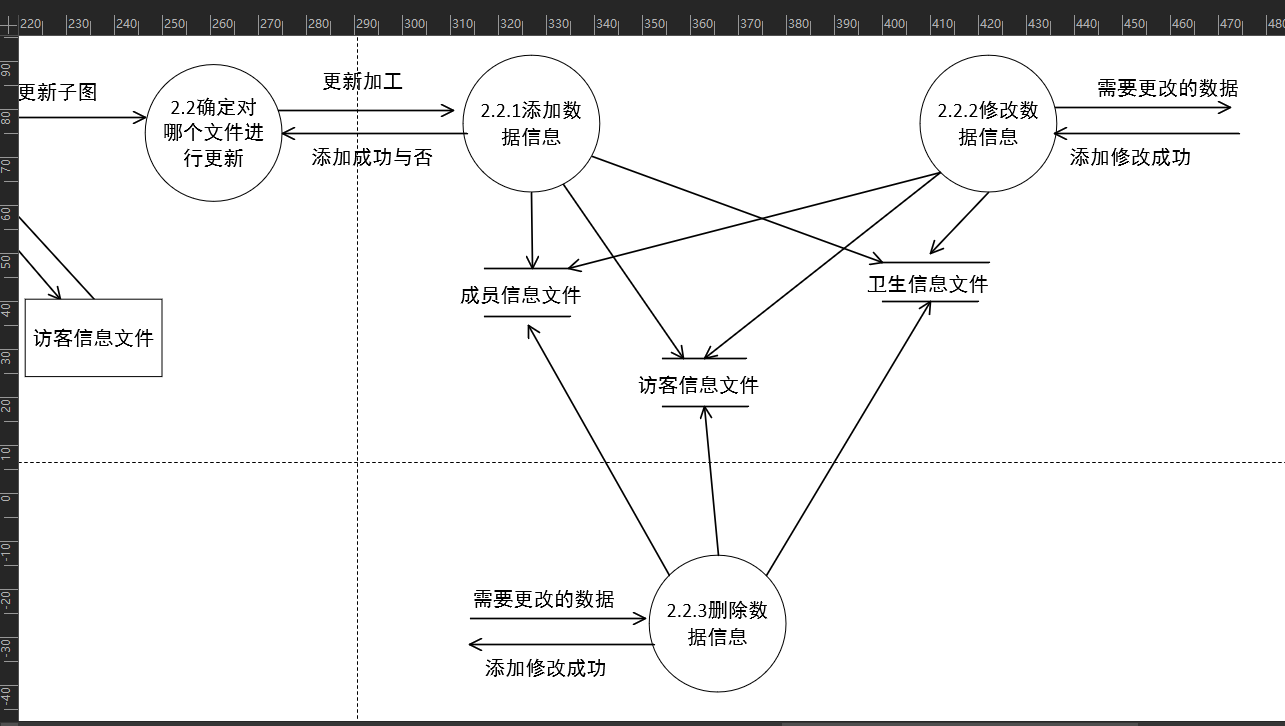 220 230 240 250 260 270 280 290 300 310 320 330 340 350 360 370 380 390 400 410 420 430 440 450 460 470 480
90
80
70
60
50
40
30
20
10
0
-10
-20
-30
-40
更新子图
2.2确定对
哪个文件进
行更新
更新加工
添加成功与否
2.2.1添加数
据信息
2.2.2修改数
据信息
需要更改的数据
添加修改成功
访客信息文件
成员信息文件
卫生信息文件
访客信息文件
需要更改的数据
添加修改成功
2.2.3删除数
据信息